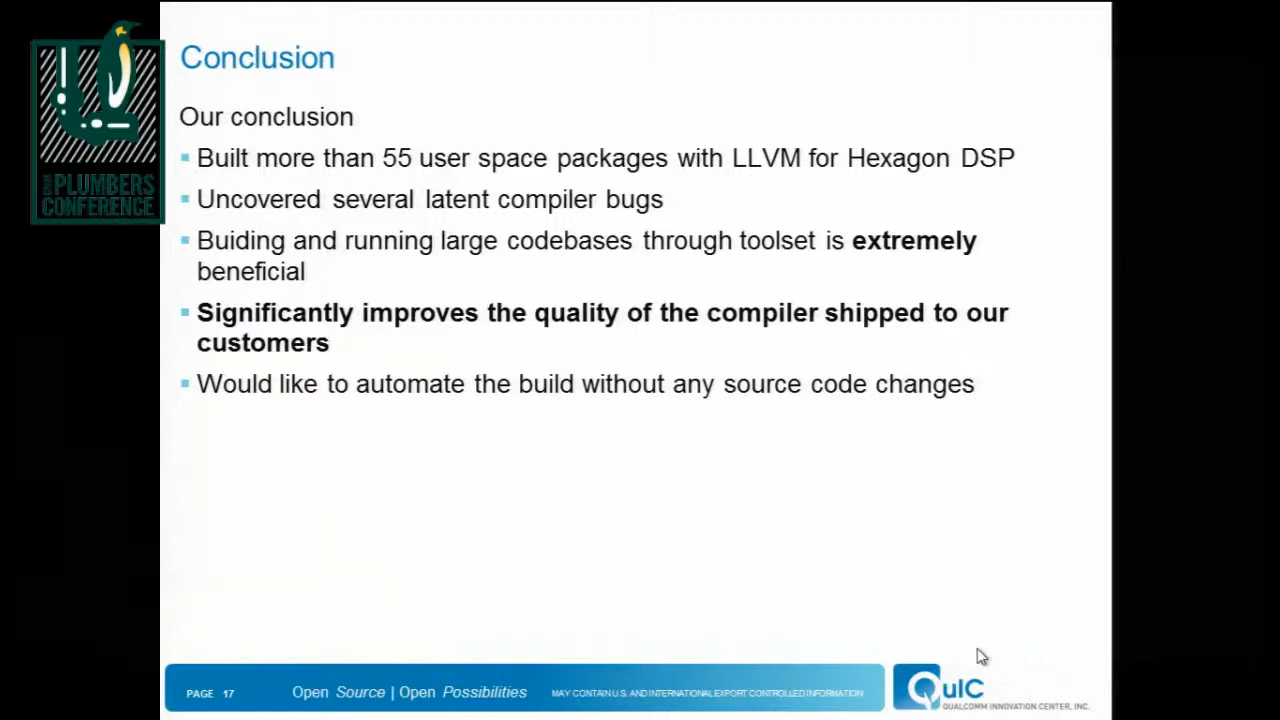 Conclusion
Our conclusion
Built more than 55 user space packages with LLVM for Hexagon DSP
Uncovered several latent compiler bugs
Buiding and running large codebases through toolset is extremely
beneficial
Significantly improves the quality of the compiler shipped to our
customers
Would like to automate the build without any source code changes
LINUX
PLUMBERS
CONFERENCE
PAGE 17
Open Source | Open Possibilities
MAY CONTAIN U.S. AND INTERNATIONAL EXPORT CONTROLLED INFORMATION
QuIC
QUALCOMM INNOVATION CENTER, INC.